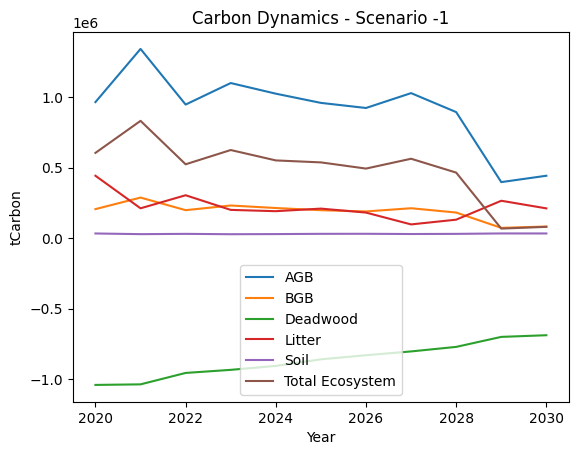 Carbon Dynamics - Scenario -1
1e6
1.0
0.5
0.0
−0.5
−1.0
tCarbon
AGB
BGB
Deadwood
Litter
Soil
Total Ecosystem
2020 2022 2024 2026 2028 2030
Year